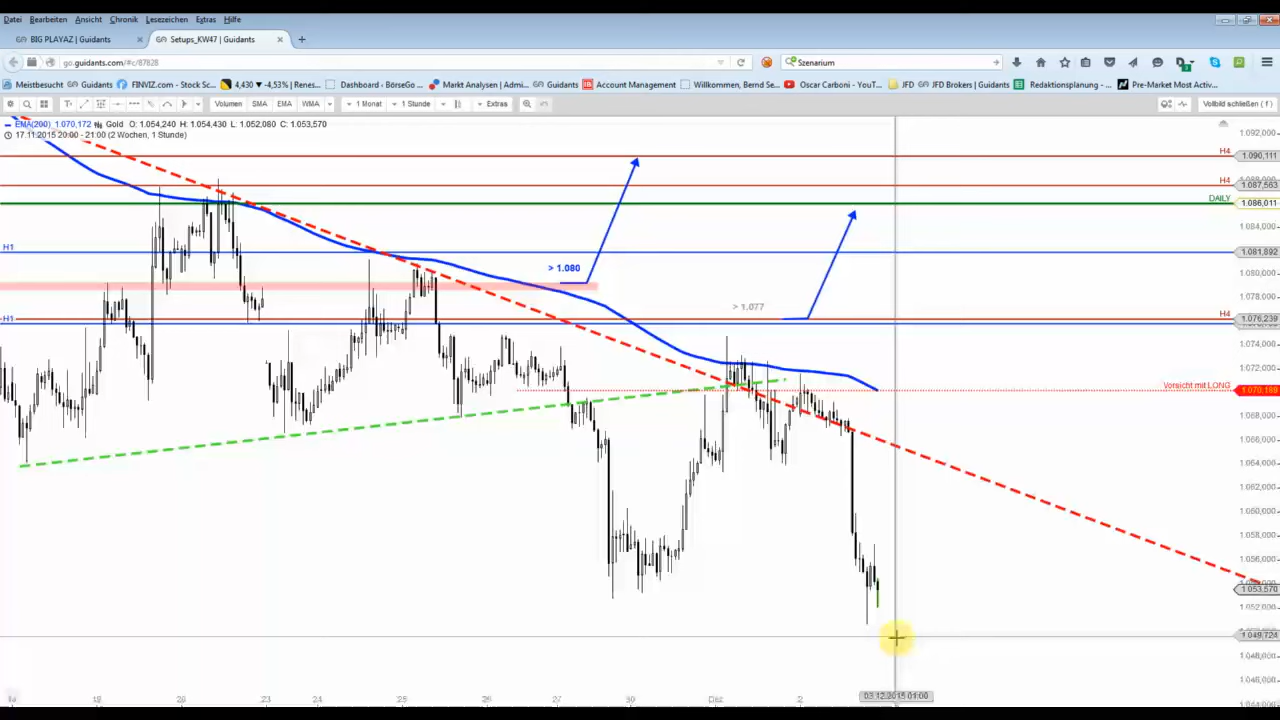 Datei Bearbeiten Ansicht Chronik Lesezeichen Extras Hilfe
BIG PLAYAZ | Guidants × Setups_KW47 | Guidants × +
go.guidants.com/#c/87828 Szenarium
Meistbesucht Guidants FINVIZ.com - Stock Sc... 4,430 ▾ -4,53% | Renes... Dashboard - BörseGo ... Markt Analysen | Admi... Guidants Account Management Willkommen, Bernd Se... Oscar Carboni - YouT... JFD JFD Brokers | Guidants Redaktionsplanung - ... Pre-Market Most Activ...
Volumen SMA EMA WMA 1 Monat 1 Stunde Extras Vollbild schließen ( f )
EMA(200) 1.070,172 Gold O: 1.054,240 H: 1.054,430 L: 1.052,080 C: 1.053,570
17.11.2015 20:00 - 21:00 (2 Wochen, 1 Stunde)
1.092,000
H4 1.090,111
H4 1.087,563
DAILY 1.086,011
1.084,000
H1 1.081,892
> 1.080
1.080,000
1.078,000
> 1.077
H1 H4 1.076,239
1.074,000
1.072,000
Vorsicht mit LONG 1.070,189
1.068,000
1.066,000
1.064,000
1.062,000
1.060,000
1.058,000
1.056,000
1.053,570
1.052,000
1.049,724
1.048,000
1.046,000
1.044,000
19 20 23 24 25 26 27 30 Dez 2 03.12.2015 01:00